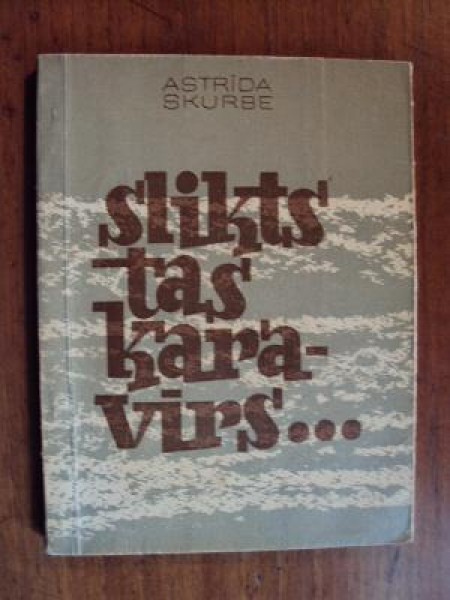 ASTRĪDA
SKURBE
slikts
tas
kara-
vīrs...